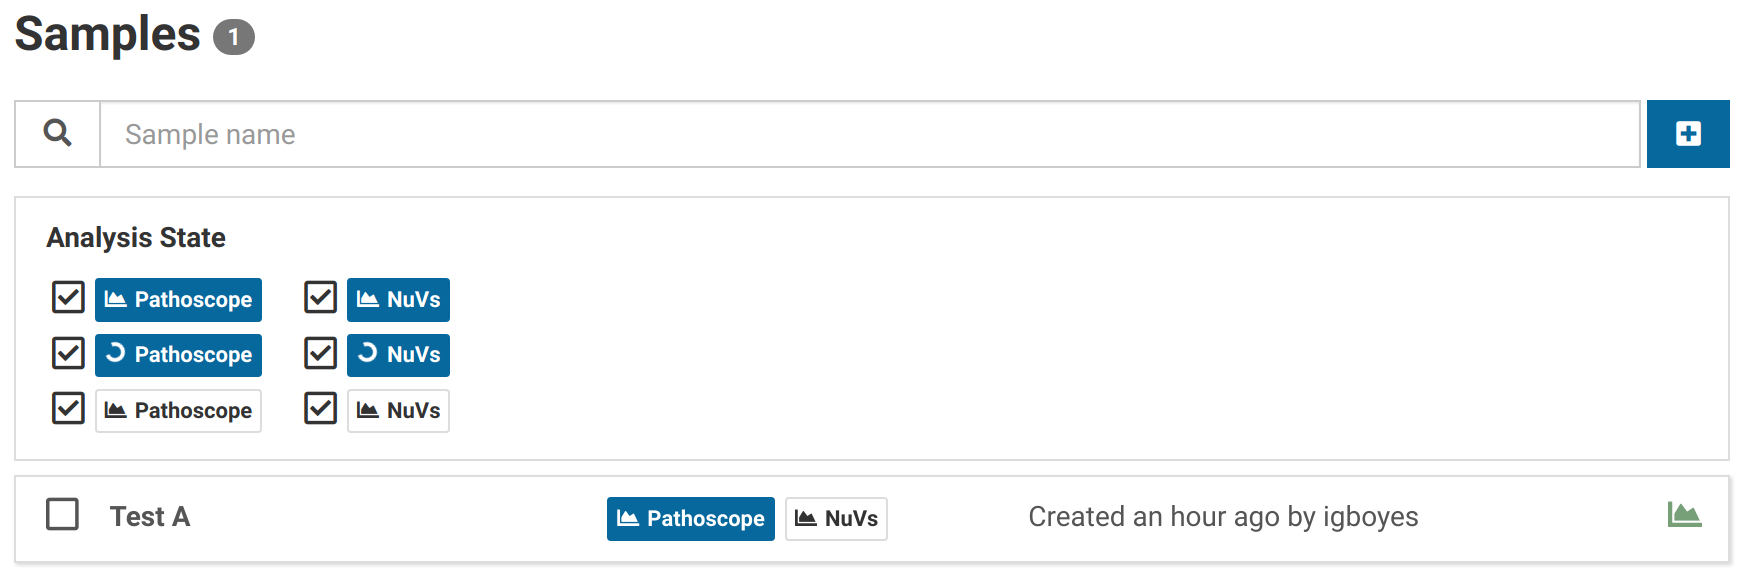 Samples 1
Sample name
Analysis State
Pathoscope NuVs
Pathoscope NuVs
Pathoscope NuVs
Test A Pathoscope NuVs Created an hour ago by igboyes